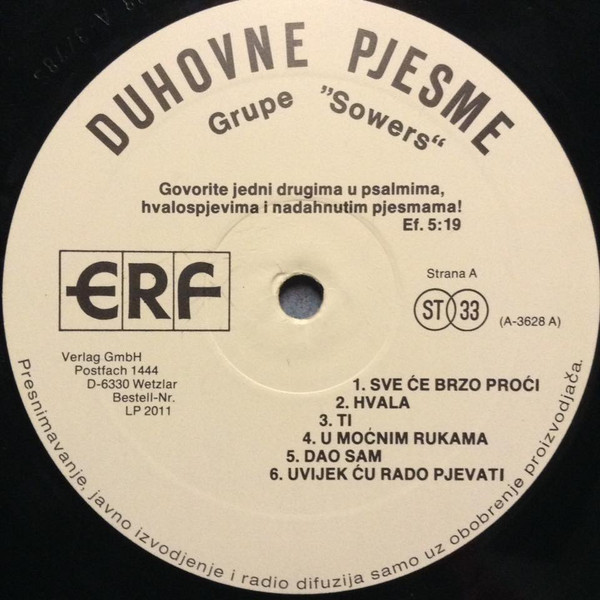 DUHOVNE PJESME
Grupe "Sowers“
Govorite jedni drugima u psalmima,
hvalospjevima i nadahnutim pjesmama!
Ef. 5:19
ERF
Strana A
ST 33
(A-3628 A)
Verlag GmbH
Postfach 1444
D-6330 Wetzlar
Bestell-Nr.
LP 2011
1. SVE ĆE BRZO PROĆI
2. HVALA
3. TI
4. U MOĆNIM RUKAMA
5. DAO SAM
6. UVIJEK ĆU RADO PJEVATI
Presnimavanje, javno izvodjenje i radio difuzija samo uz obobrenje proizvodjača.